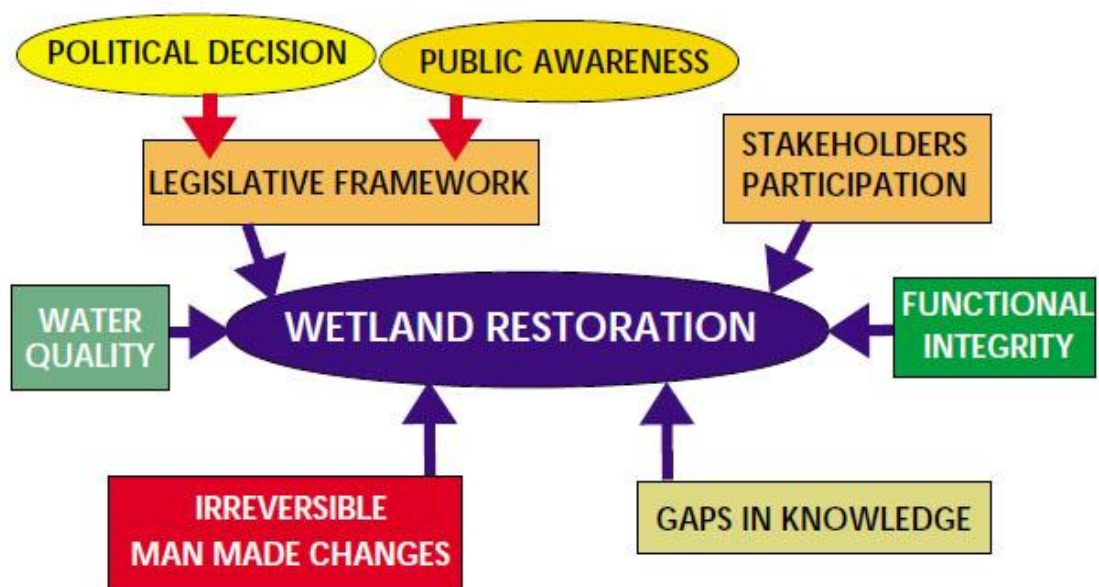 POLITICAL DECISION
PUBLIC AWARENESS
LEGISLATIVE FRAMEWORK
STAKEHOLDERS
PARTICIPATION
WATER
QUALITY
WETLAND RESTORATION
FUNCTIONAL
INTEGRITY
IRREVERSIBLE
MAN MADE CHANGES
GAPS IN KNOWLEDGE